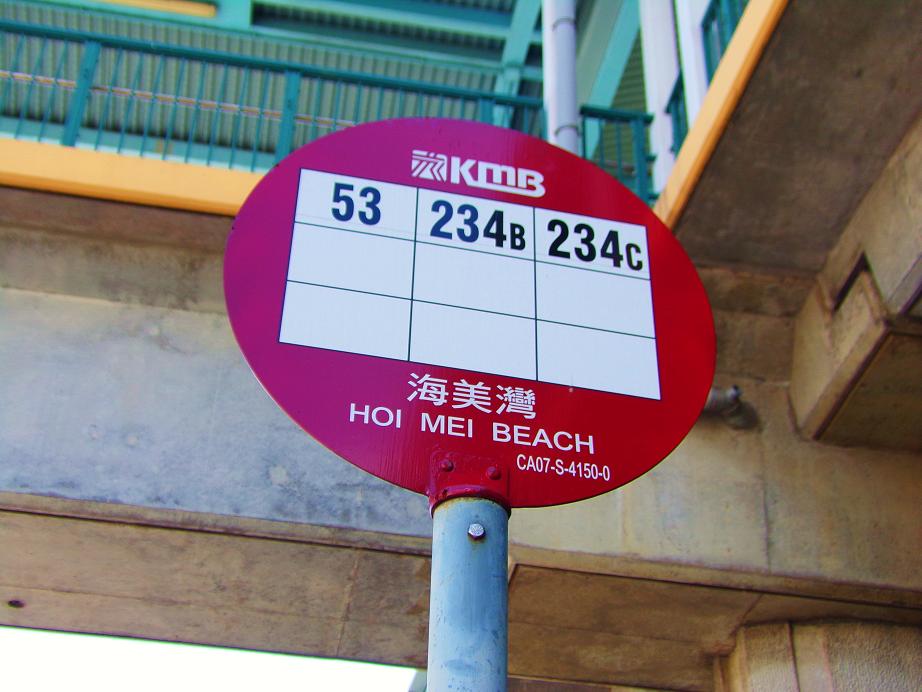 KMB
53 234B 234C
海美灣
HOI MEI BEACH
CA07-S-4150-0